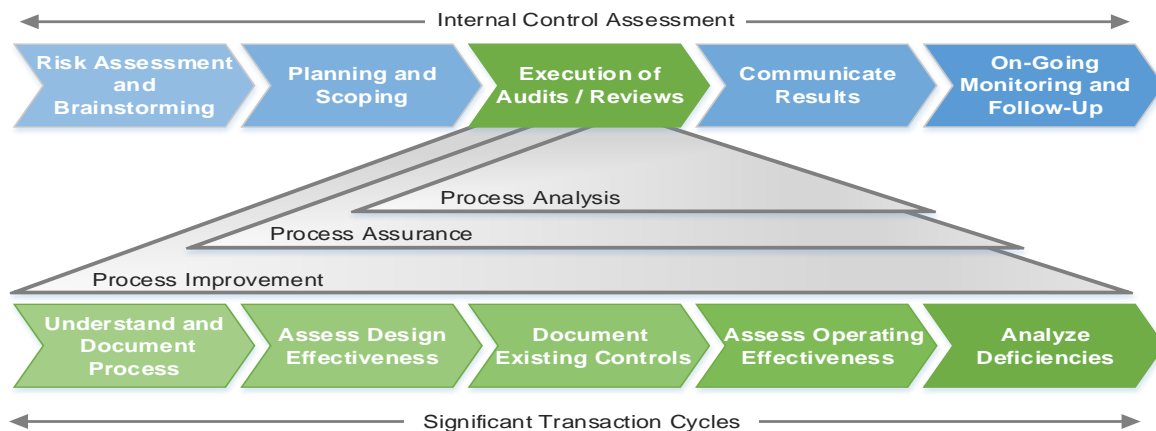 Internal Control Assessment
Risk Assessment
and
Brainstorming
Planning and
Scoping
Execution of
Audits / Reviews
Communicate
Results
On-Going
Monitoring and
Follow-Up
Process Analysis
Process Assurance
Process Improvement
Understand and
Document
Process
Assess Design
Effectiveness
Document
Existing Controls
Assess Operating
Effectiveness
Analyze
Deficiencies
Significant Transaction Cycles